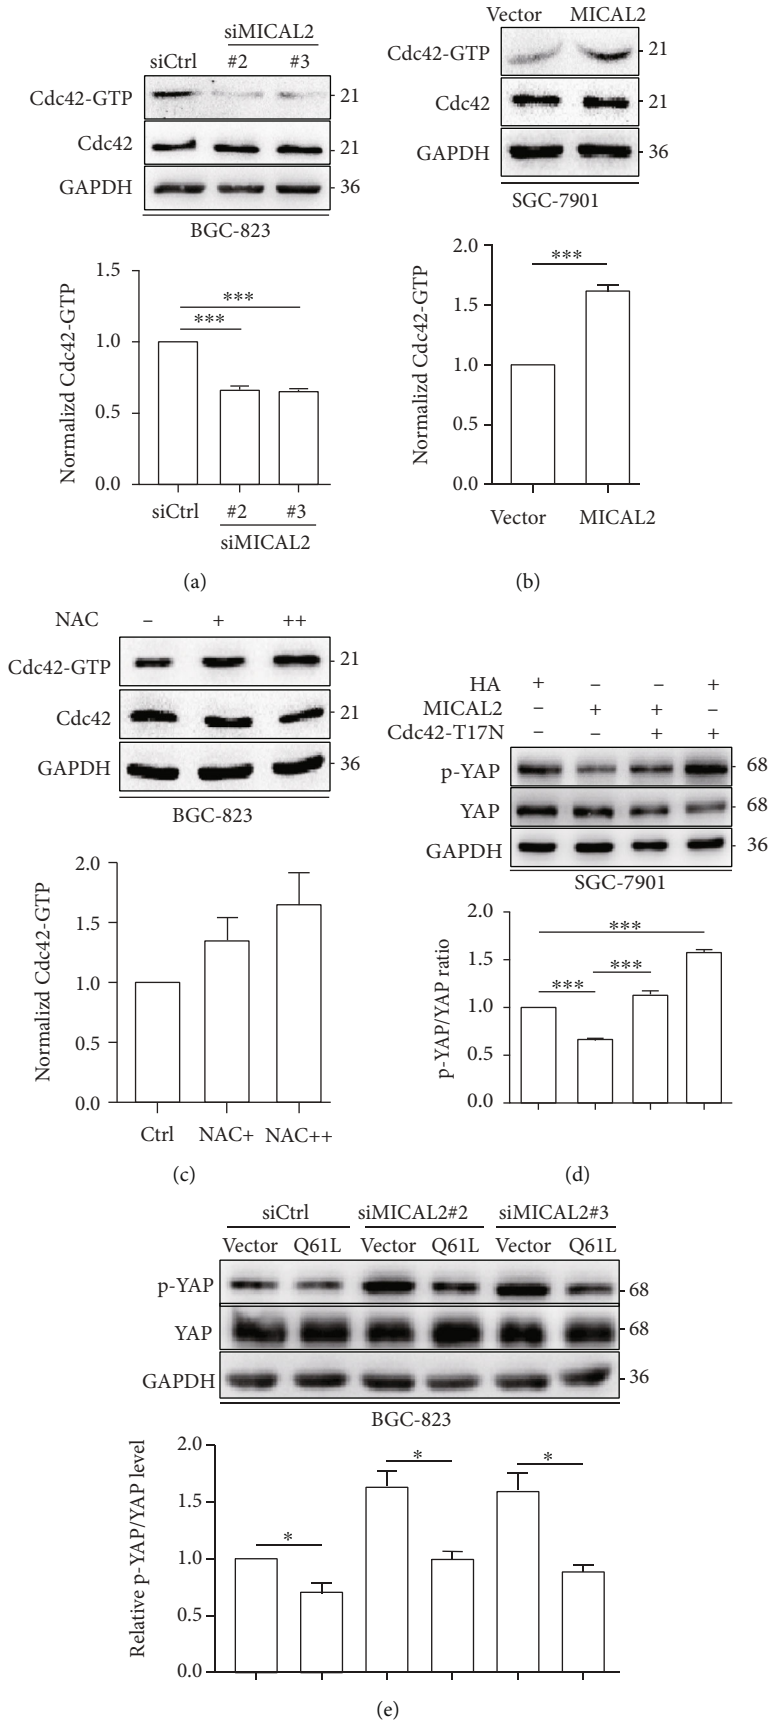 siMICAL2
siCtrl #2 #3
Cdc42-GTP 21
Cdc42 21
GAPDH 36
BGC-823
Normalizd Cdc42-GTP
1.5
1.0
0.5
0.0
***
***
siCtrl #2 #3
siMICAL2
(a)
Vector MICAL2
Cdc42-GTP 21
Cdc42 21
GAPDH 36
SGC-7901
Normalizd Cdc42-GTP
2.0
1.5
1.0
0.5
0.0
***
Vector MICAL2
(b)
NAC – + ++
Cdc42-GTP 21
Cdc42 21
GAPDH 36
BGC-823
Normalizd Cdc42-GTP
2.0
1.5
1.0
0.5
0.0
Ctrl NAC+ NAC++
(c)
HA + – – +
MICAL2 – + + –
Cdc42-T17N – – + +
p-YAP 68
YAP 68
GAPDH 36
SGC-7901
p-YAP/YAP ratio
2.0
1.5
1.0
0.5
0.0
***
***
***
(d)
siCtrl siMICAL2#2 siMICAL2#3
Vector Q61L Vector Q61L Vector Q61L
p-YAP 68
YAP 68
GAPDH 36
BGC-823
Relative p-YAP/YAP level
2.0
1.5
1.0
0.5
0.0
*
*
*
(e)